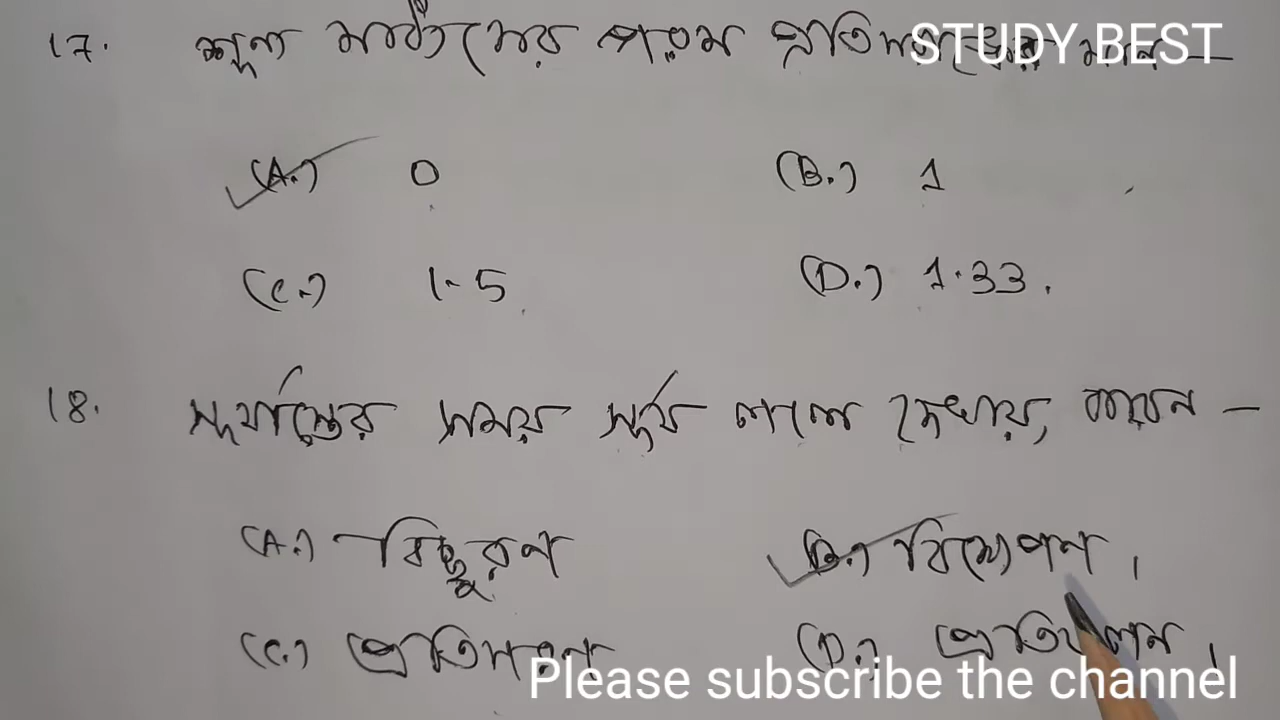 17. শূন্য মাধ্যমের পরম প্রতিসরাঙ্কের মান —
STUDY BEST
(A.) 0 (B.) 1
(C.) 1.5 (D.) 1.33.
18. সূর্যাস্তের সময় সূর্য লাল দেখায়, কারন —
(A.) বিচ্ছুরণ (B.) বিক্ষেপণ।
(C.) প্রতিসরণ (D.) প্রতিফলন।
Please subscribe the channel